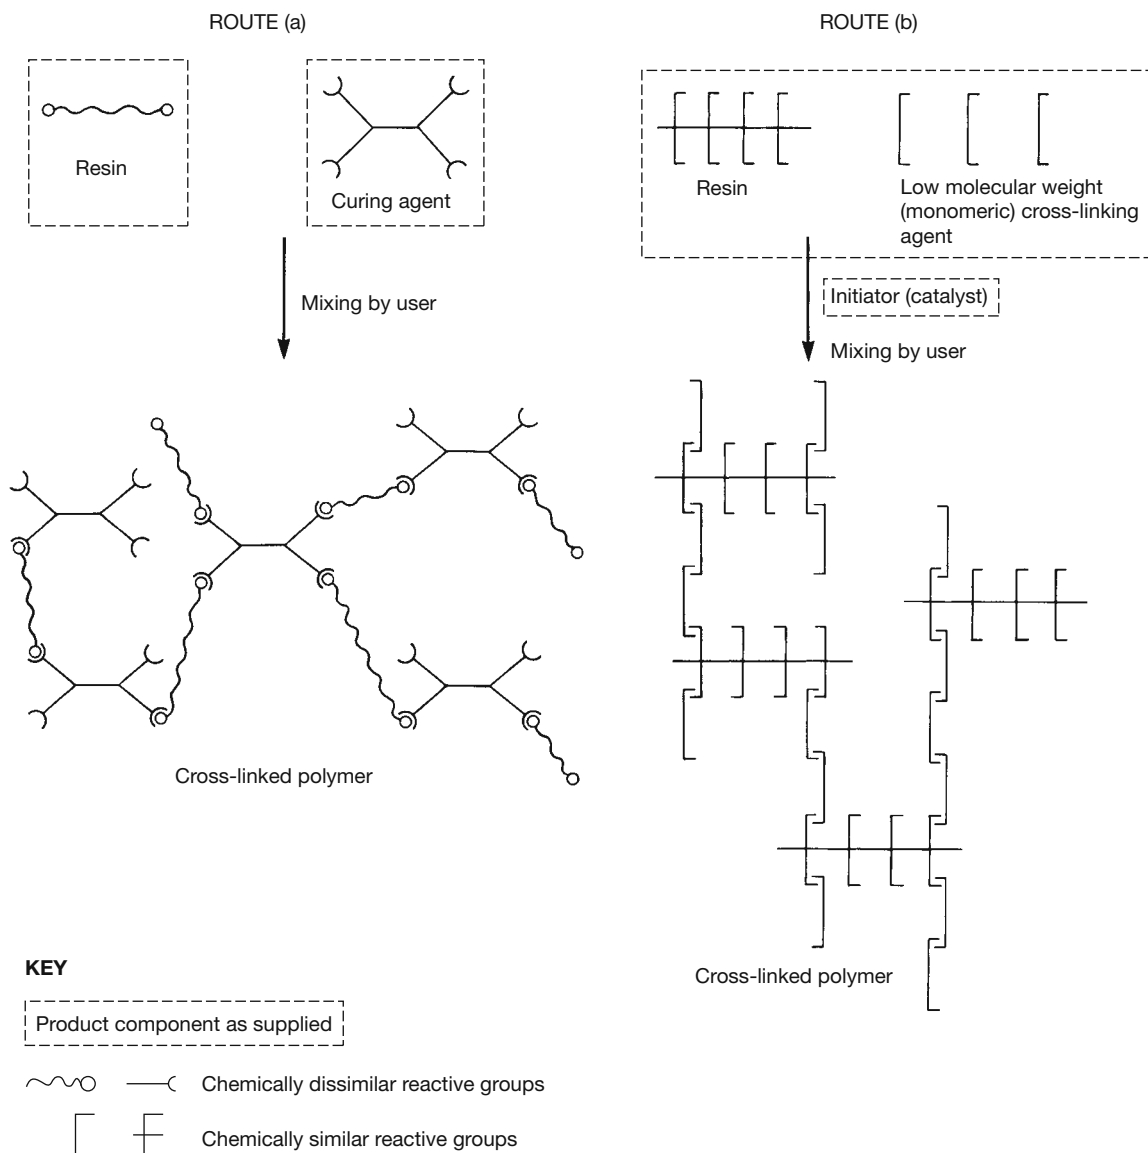 ROUTE (a)
ROUTE (b)
Resin
Curing agent
Resin
Low molecular weight
(monomeric) cross-linking
agent
Mixing by user
Initiator (catalyst)
Mixing by user
Cross-linked polymer
Cross-linked polymer
KEY
Product component as supplied
Chemically dissimilar reactive groups
Chemically similar reactive groups